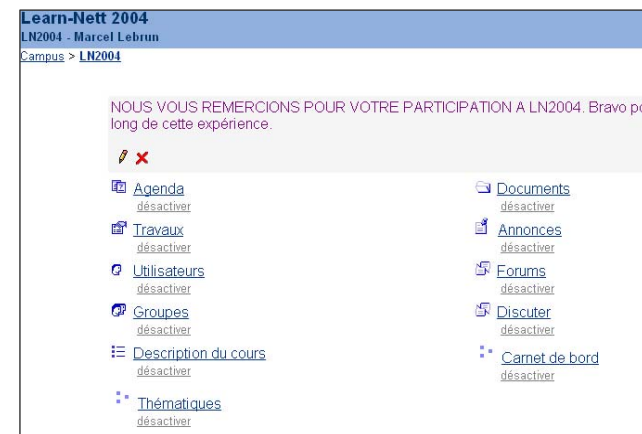 Learn-Nett 2004
LN2004 - Marcel Lebrun
Campus > LN2004
NOUS VOUS REMERCIONS POUR VOTRE PARTICIPATION A LN2004. Bravo po
long de cette expérience.
Agenda
désactiver
Documents
désactiver
Travaux
désactiver
Annonces
désactiver
Utilisateurs
désactiver
Forums
désactiver
Groupes
désactiver
Discuter
désactiver
Description du cours
désactiver
Carnet de bord
désactiver
Thématiques
désactiver